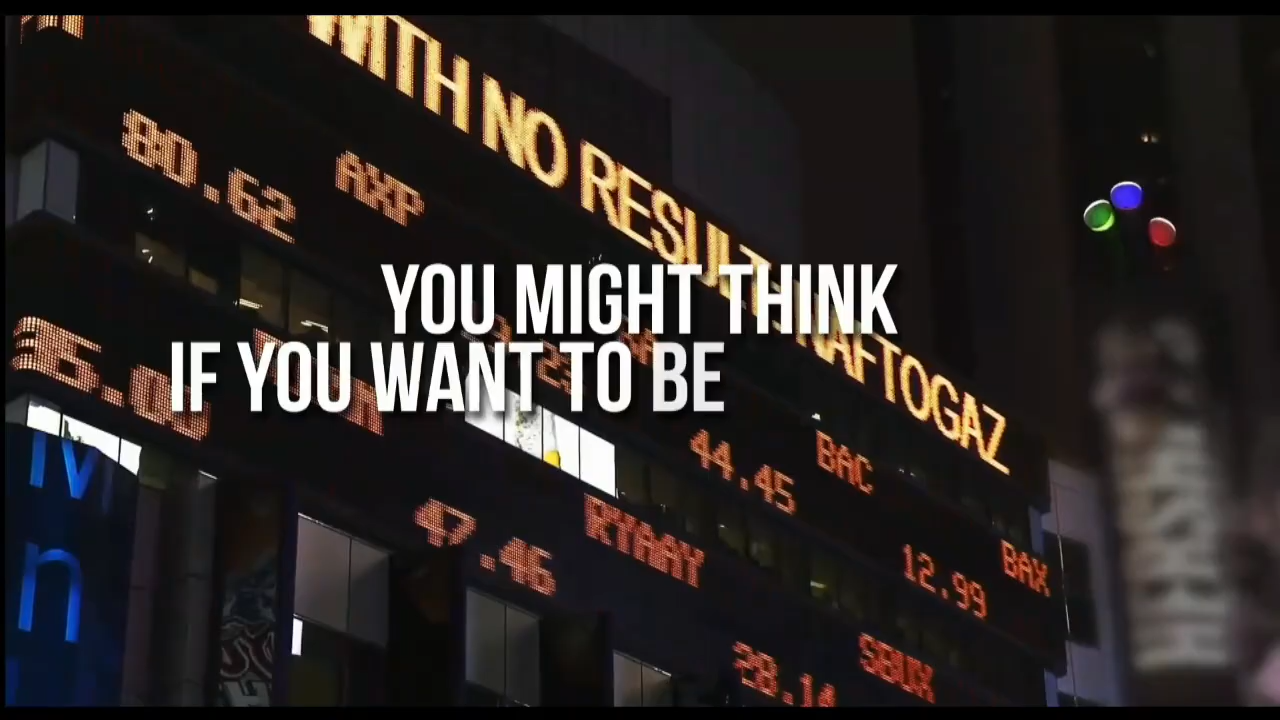 WITH NO RESULT NAFTOGAZ
80.62 AXP
YOU MIGHT THINK
IF YOU WANT TO BE
44.45 BAC
47.46 RYAAY
12.99 BAX
28.14 SBUX
n